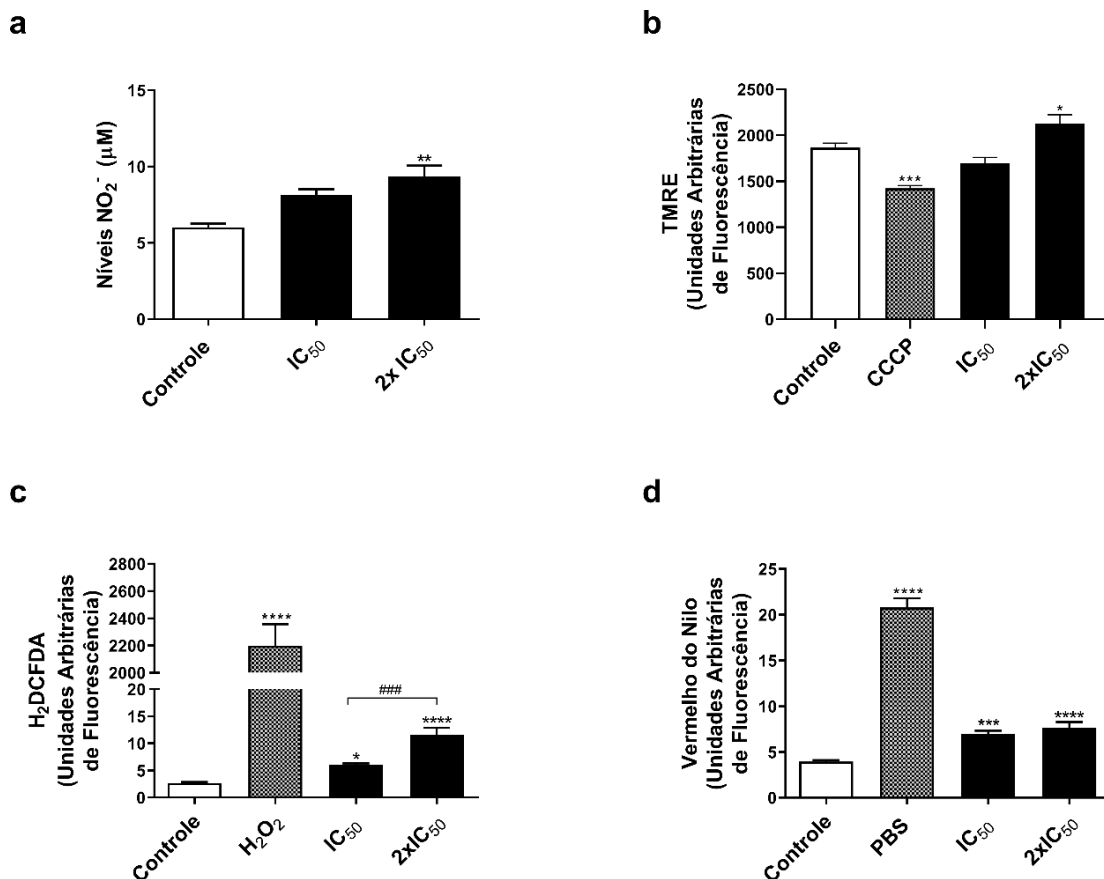 a
Níveis NO₂⁻ (μM)
15
10
5
0
**
Controle
IC₅₀
2x IC₅₀
b
TMRE
(Unidades Arbitrárias
de Fluorescência)
2500
2000
1500
1000
500
0
***
*
Controle
CCCP
IC₅₀
2xIC₅₀
c
H₂DCFDA
(Unidades Arbitrárias
de Fluorescência)
2800
2600
2400
2200
2000
20
15
10
5
0
****
###
*
****
Controle
H₂O₂
IC₅₀
2xIC₅₀
d
Vermelho do Nilo
(Unidades Arbitrárias
de Fluorescência)
25
20
15
10
5
0
****
***
****
Controle
PBS
IC₅₀
2xIC₅₀